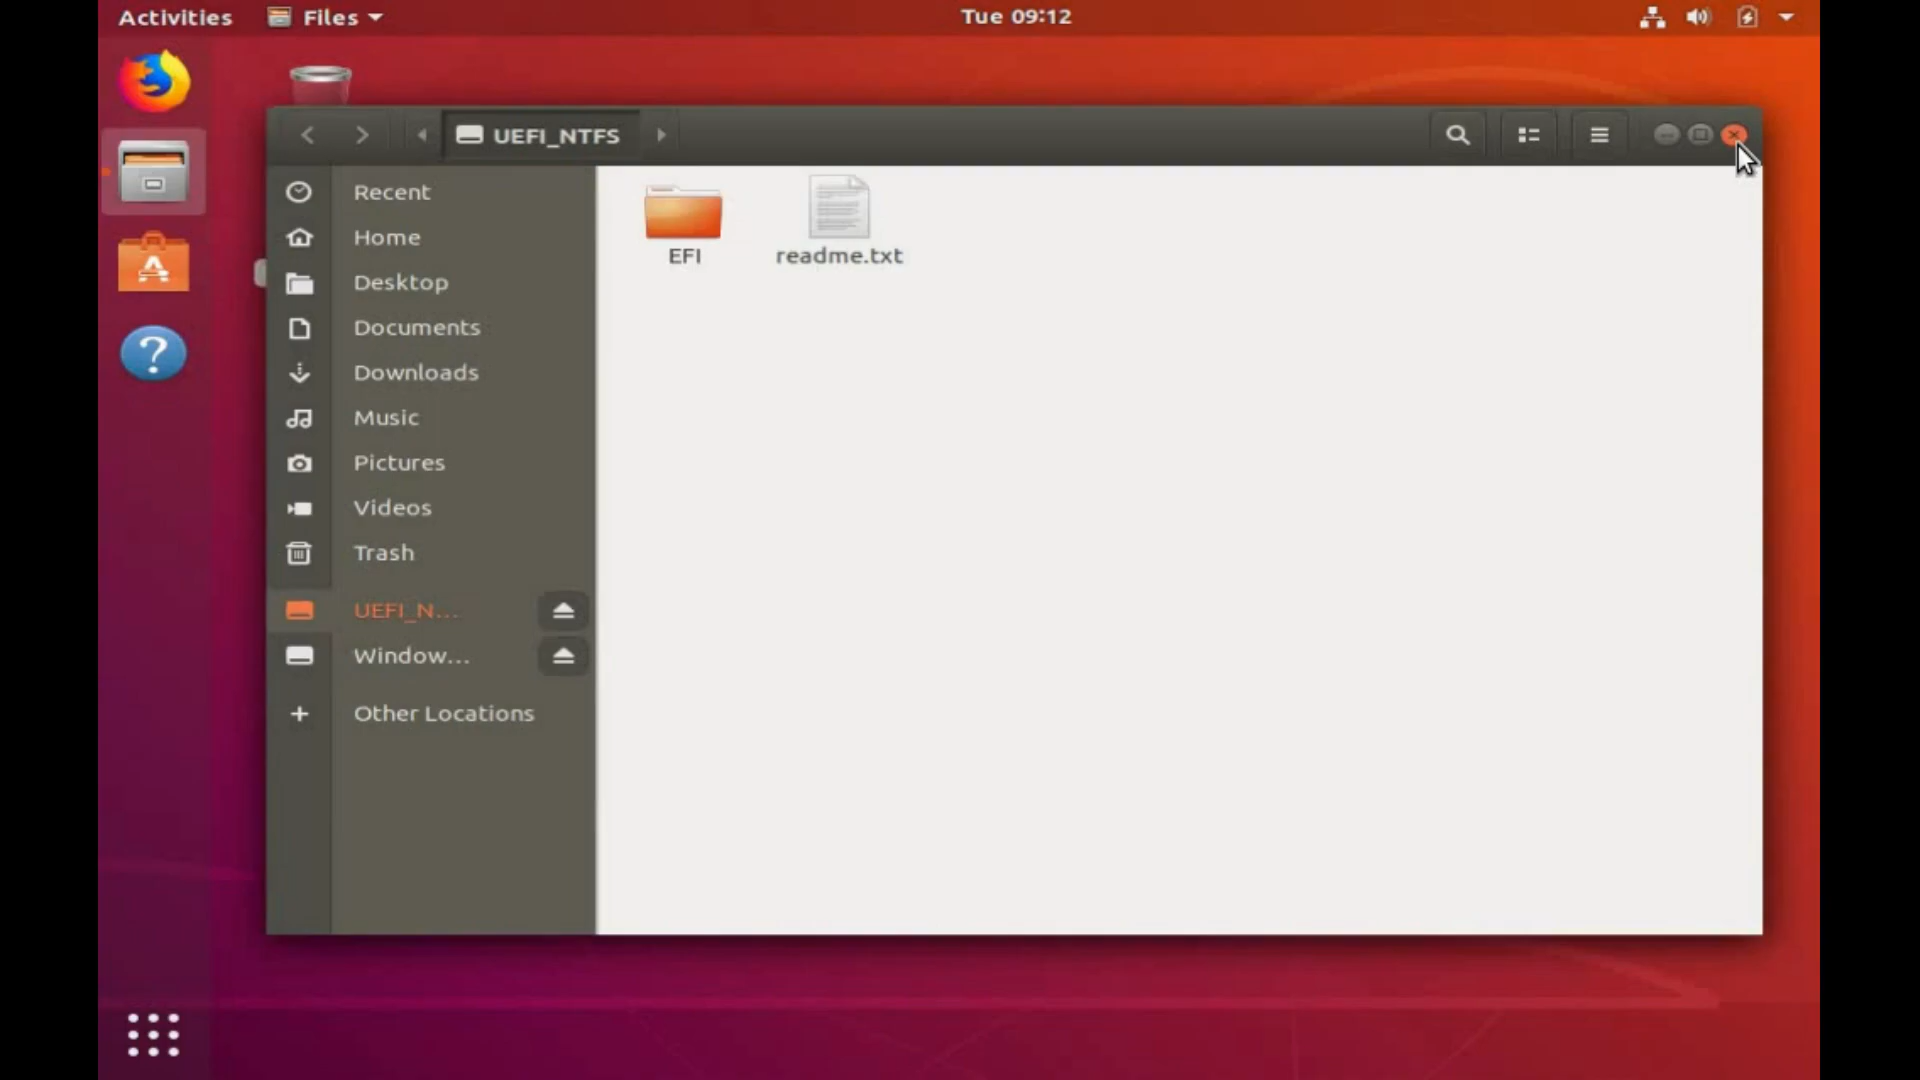 Activities Files Tue 09:12
UEFI_NTFS
Recent
Home
Desktop
Documents
Downloads
Music
Pictures
Videos
Trash
UEFI_N...
Window...
Other Locations
EFI readme.txt